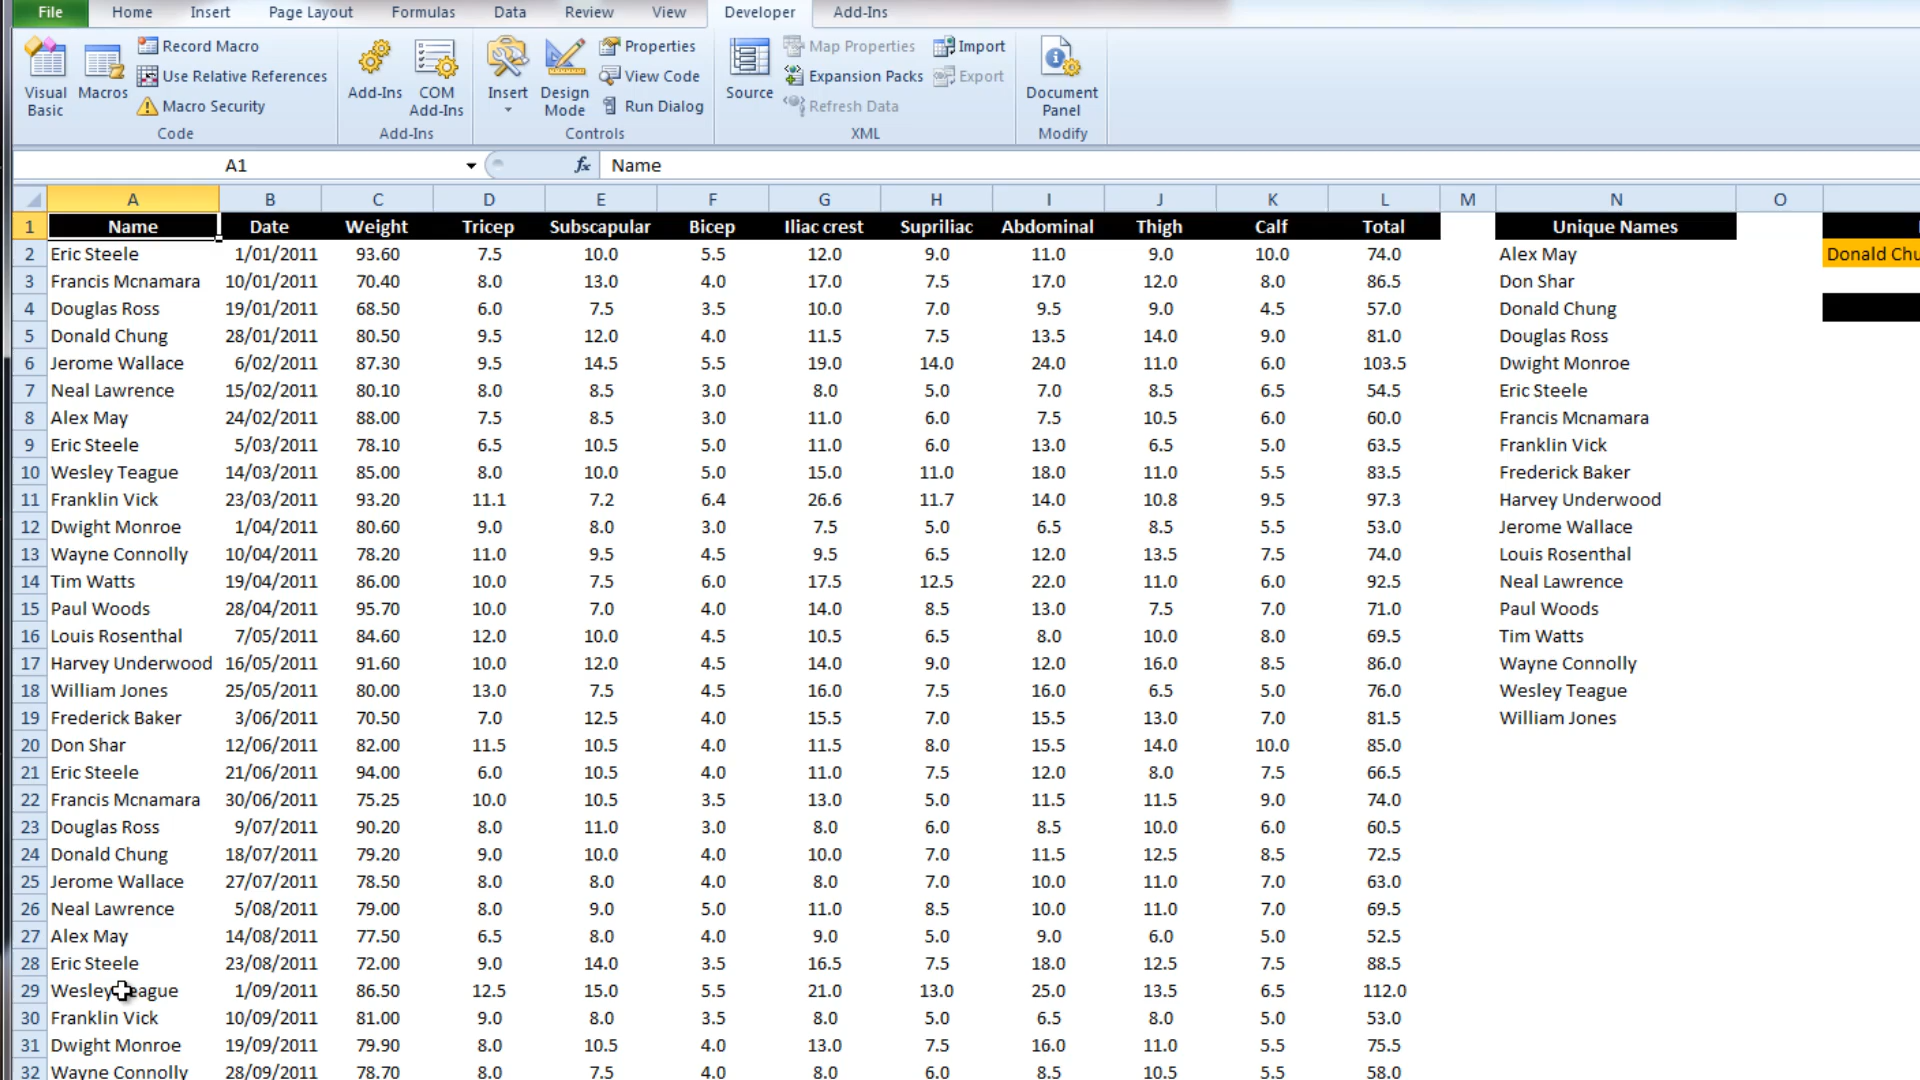 File Home Insert Page Layout Formulas Data Review View Developer Add-Ins
Visual Basic
Macros
Record Macro
Use Relative References
Macro Security
Code
Add-Ins
COM Add-Ins
Add-Ins
Insert
Design Mode
Properties
View Code
Run Dialog
Controls
Source
Map Properties
Expansion Packs
Refresh Data
Import
Export
XML
Document Panel
Modify
A1 fx Name
A B C D E F G H I J K L M N O
1 Name Date Weight Tricep Subscapular Bicep Iliac crest Supriliac Abdominal Thigh Calf Total Unique Names
2 Eric Steele 1/01/2011 93.60 7.5 10.0 5.5 12.0 9.0 11.0 9.0 10.0 74.0 Alex May Donald Chu
3 Francis Mcnamara 10/01/2011 70.40 8.0 13.0 4.0 17.0 7.5 17.0 12.0 8.0 86.5 Don Shar
4 Douglas Ross 19/01/2011 68.50 6.0 7.5 3.5 10.0 7.0 9.5 9.0 4.5 57.0 Donald Chung
5 Donald Chung 28/01/2011 80.50 9.5 12.0 4.0 11.5 7.5 13.5 14.0 9.0 81.0 Douglas Ross
6 Jerome Wallace 6/02/2011 87.30 9.5 14.5 5.5 19.0 14.0 24.0 11.0 6.0 103.5 Dwight Monroe
7 Neal Lawrence 15/02/2011 80.10 8.0 8.5 3.0 8.0 5.0 7.0 8.5 6.5 54.5 Eric Steele
8 Alex May 24/02/2011 88.00 7.5 8.5 3.0 11.0 6.0 7.5 10.5 6.0 60.0 Francis Mcnamara
9 Eric Steele 5/03/2011 78.10 6.5 10.5 5.0 11.0 6.0 13.0 6.5 5.0 63.5 Franklin Vick
10 Wesley Teague 14/03/2011 85.00 8.0 10.0 5.0 15.0 11.0 18.0 11.0 5.5 83.5 Frederick Baker
11 Franklin Vick 23/03/2011 93.20 11.1 7.2 6.4 26.6 11.7 14.0 10.8 9.5 97.3 Harvey Underwood
12 Dwight Monroe 1/04/2011 80.60 9.0 8.0 3.0 7.5 5.0 6.5 8.5 5.5 53.0 Jerome Wallace
13 Wayne Connolly 10/04/2011 78.20 11.0 9.5 4.5 9.5 6.5 12.0 13.5 7.5 74.0 Louis Rosenthal
14 Tim Watts 19/04/2011 86.00 10.0 7.5 6.0 17.5 12.5 22.0 11.0 6.0 92.5 Neal Lawrence
15 Paul Woods 28/04/2011 95.70 10.0 7.0 4.0 14.0 8.5 13.0 7.5 7.0 71.0 Paul Woods
16 Louis Rosenthal 7/05/2011 84.60 12.0 10.0 4.5 10.5 6.5 8.0 10.0 8.0 69.5 Tim Watts
17 Harvey Underwood 16/05/2011 91.60 10.0 12.0 4.5 14.0 9.0 12.0 16.0 8.5 86.0 Wayne Connolly
18 William Jones 25/05/2011 80.00 13.0 7.5 4.5 16.0 7.5 16.0 6.5 5.0 76.0 Wesley Teague
19 Frederick Baker 3/06/2011 70.50 7.0 12.5 4.0 15.5 7.0 15.5 13.0 7.0 81.5 William Jones
20 Don Shar 12/06/2011 82.00 11.5 10.5 4.0 11.5 8.0 15.5 14.0 10.0 85.0
21 Eric Steele 21/06/2011 94.00 6.0 10.5 4.0 11.0 7.5 12.0 8.0 7.5 66.5
22 Francis Mcnamara 30/06/2011 75.25 10.0 10.5 3.5 13.0 5.0 11.5 11.5 9.0 74.0
23 Douglas Ross 9/07/2011 90.20 8.0 11.0 3.0 8.0 6.0 8.5 10.0 6.0 60.5
24 Donald Chung 18/07/2011 79.20 9.0 10.0 4.0 10.0 7.0 11.5 12.5 8.5 72.5
25 Jerome Wallace 27/07/2011 78.50 8.0 8.0 4.0 8.0 7.0 10.0 11.0 7.0 63.0
26 Neal Lawrence 5/08/2011 79.00 8.0 9.0 5.0 11.0 8.5 10.0 11.0 7.0 69.5
27 Alex May 14/08/2011 77.50 6.5 8.0 4.0 9.0 5.0 9.0 6.0 5.0 52.5
28 Eric Steele 23/08/2011 72.00 9.0 14.0 3.5 16.5 7.5 18.0 12.5 7.5 88.5
29 Wesley Teague 1/09/2011 86.50 12.5 15.0 5.5 21.0 13.0 25.0 13.5 6.5 112.0
30 Franklin Vick 10/09/2011 81.00 9.0 8.0 3.5 8.0 5.0 6.5 8.0 5.0 53.0
31 Dwight Monroe 19/09/2011 79.90 8.0 10.5 4.0 13.0 7.5 16.0 11.0 5.5 75.5
32 Wayne Connolly 28/09/2011 78.70 8.0 7.5 4.0 8.0 6.0 8.5 10.5 5.5 58.0